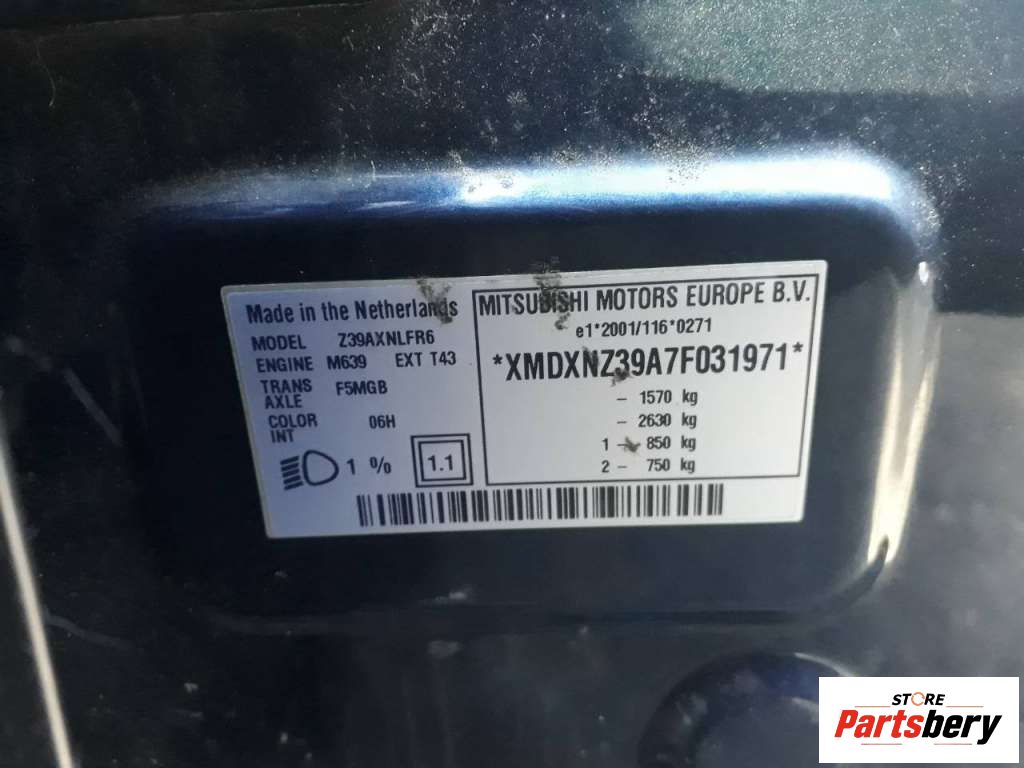 Made in the Netherlands
MODEL Z39AXNLFR6
ENGINE M639 EXT T43
TRANS AXLE F5MGB
COLOR INT 06H
1 %
1.1
MITSUBISHI MOTORS EUROPE B.V.
e1*2001/116*0271
*XMDXNZ39A7F031971*
- 1570 kg
- 2630 kg
1 - 850 kg
2 - 750 kg
STORE
Partsbery